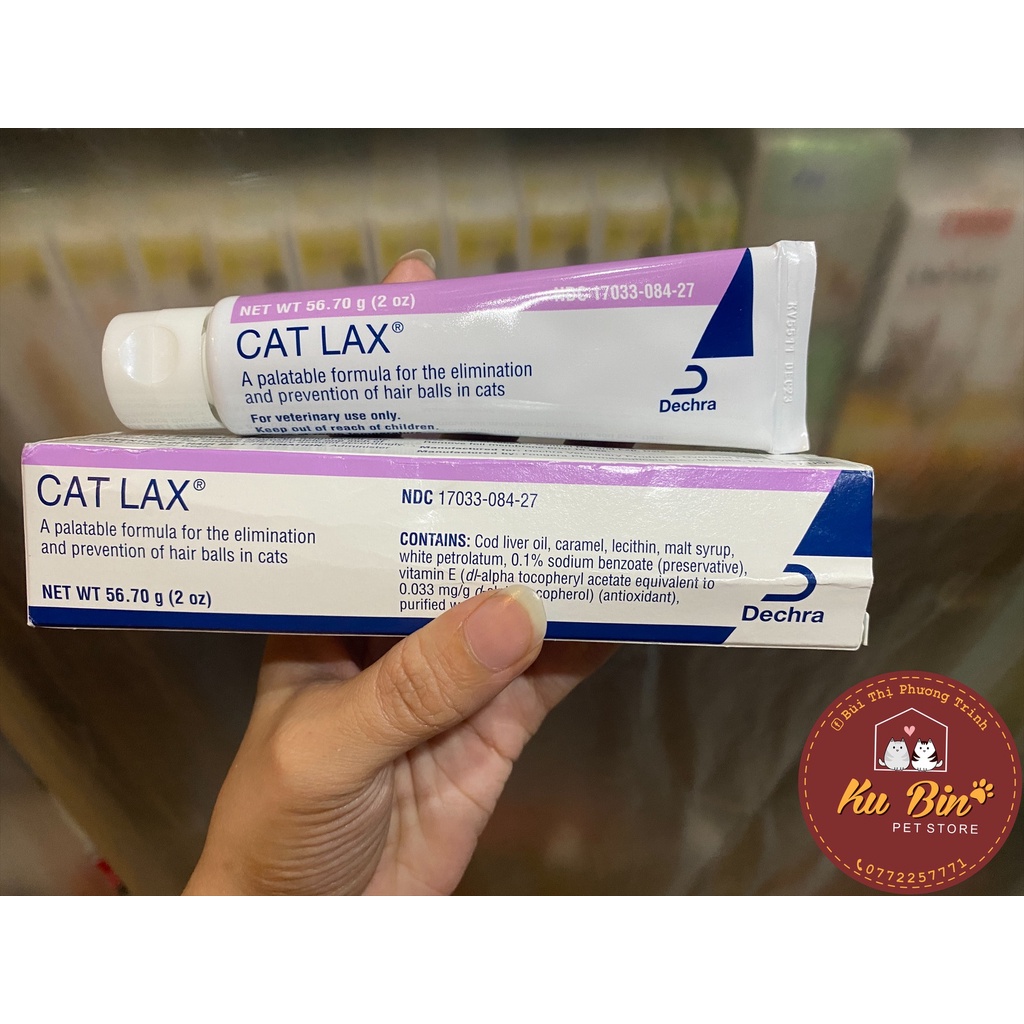 NET WT 56.70 g (2 oz)
NDC 17033-084-27
CAT LAX®
A palatable formula for the elimination
and prevention of hair balls in cats
For veterinary use only.
Keep out of reach of children.
Dechra
CAT LAX®
A palatable formula for the elimination
and prevention of hair balls in cats
NET WT 56.70 g (2 oz)
NDC 17033-084-27
CONTAINS: Cod liver oil, caramel, lecithin, malt syrup,
white petrolatum, 0.1% sodium benzoate (preservative),
vitamin E (dl-alpha tocopheryl acetate equivalent to
0.033 mg/g copherol) (antioxidant),
purified
Dechra
Bùi Thị Phương Trinh
Ku Bin
PET STORE
0772257771